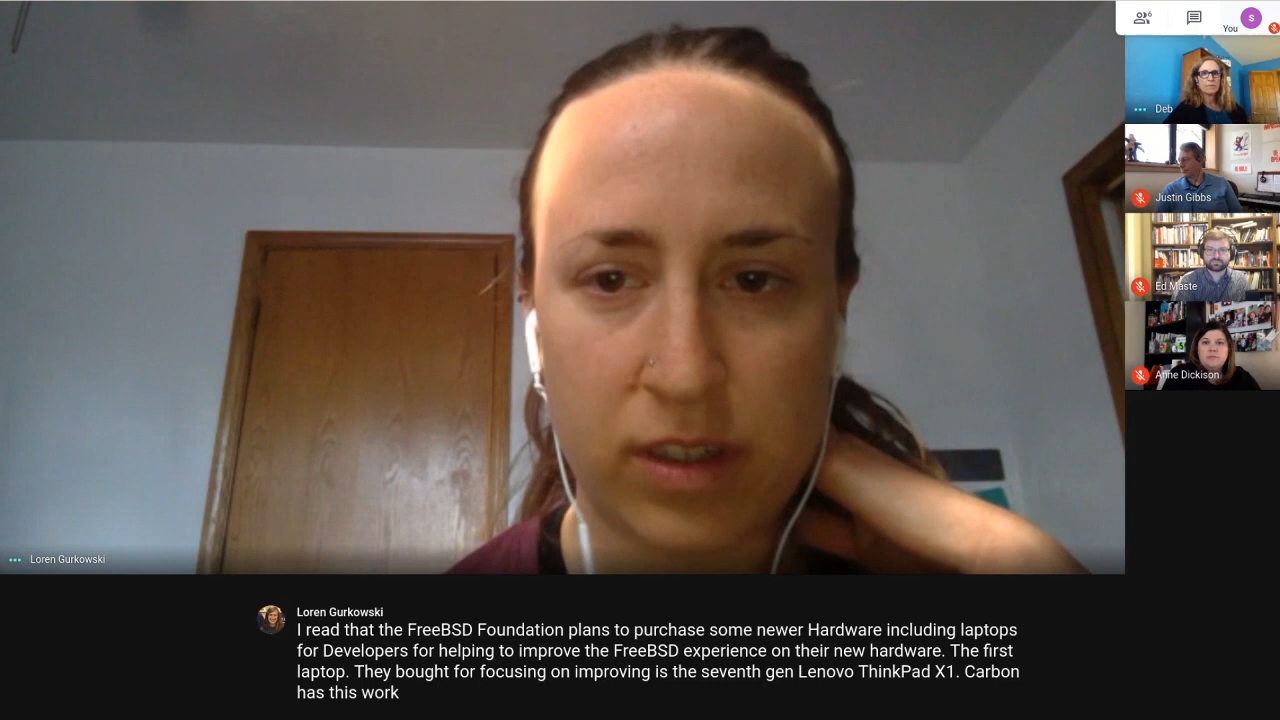 6
You
S
Deb
Justin Gibbs
Ed Maste
Anne Dickison
Loren Gurkowski
Loren Gurkowski
I read that the FreeBSD Foundation plans to purchase some newer Hardware including laptops
for Developers for helping to improve the FreeBSD experience on their new hardware. The first
laptop. They bought for focusing on improving is the seventh gen Lenovo ThinkPad X1. Carbon
has this work